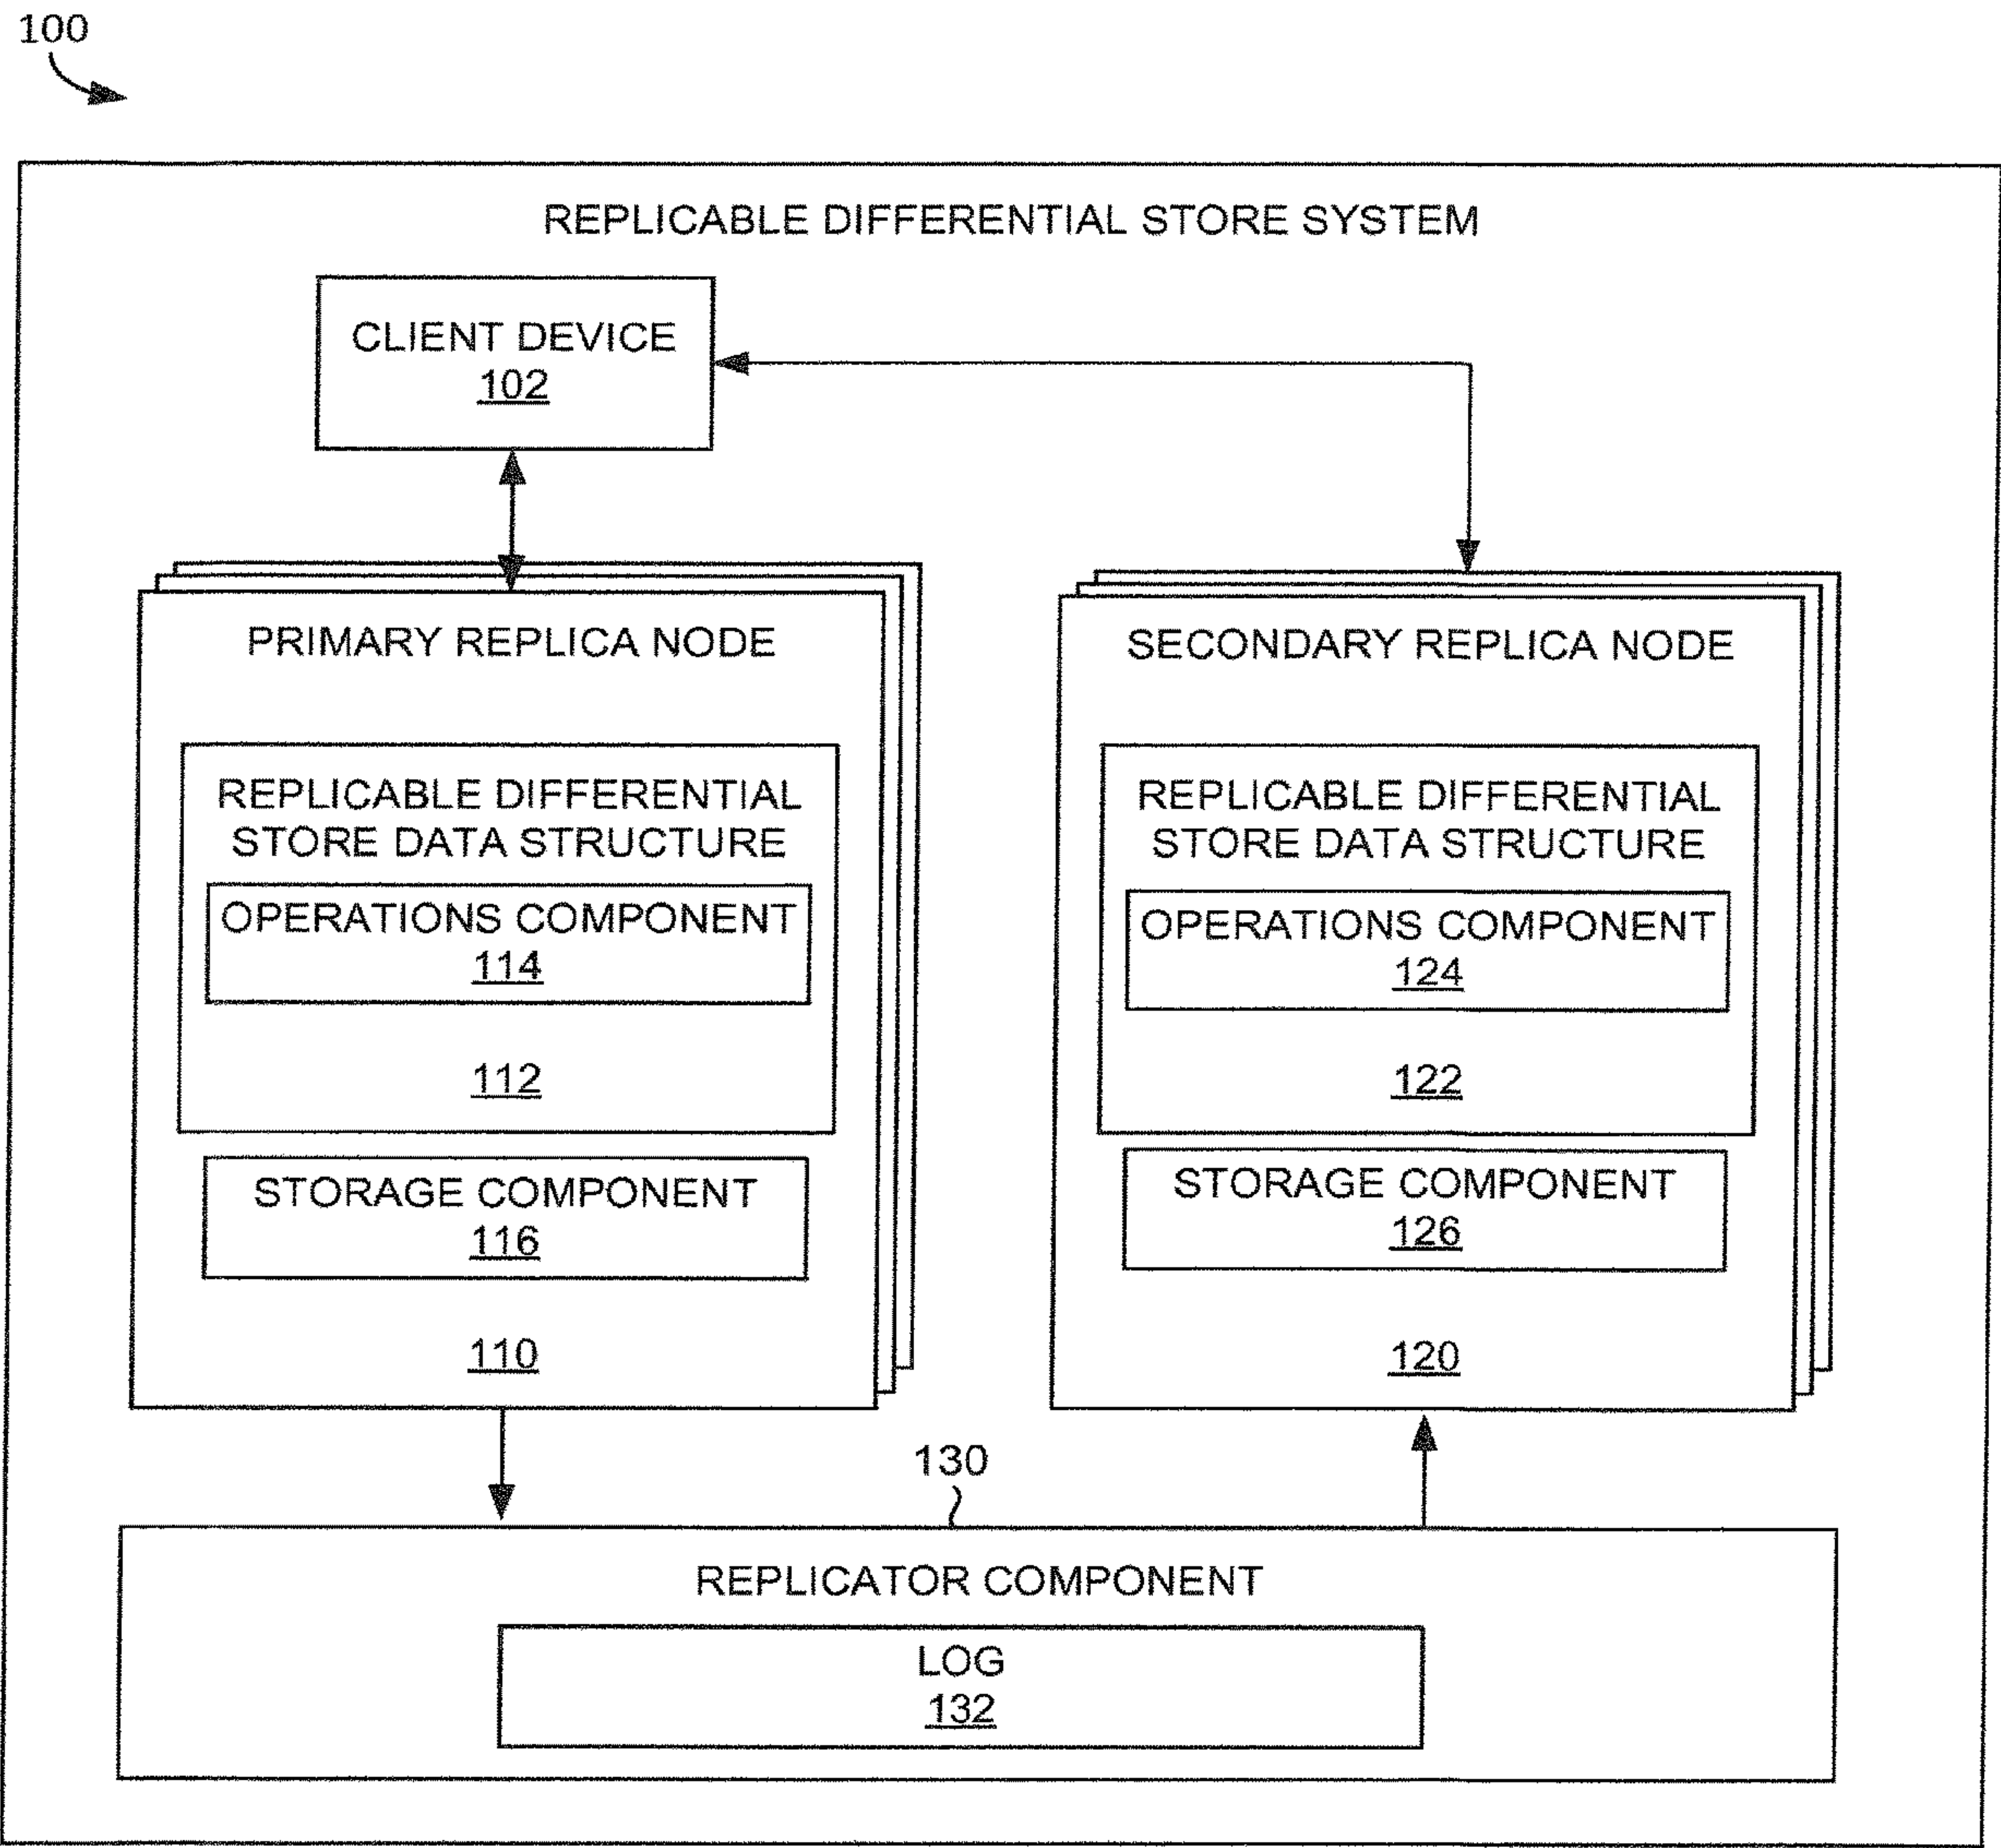 100
REPLICABLE DIFFERENTIAL STORE SYSTEM
CLIENT DEVICE
102
PRIMARY REPLICA NODE
REPLICABLE DIFFERENTIAL
STORE DATA STRUCTURE
OPERATIONS COMPONENT
114
112
STORAGE COMPONENT
116
110
SECONDARY REPLICA NODE
REPLICABLE DIFFERENTIAL
STORE DATA STRUCTURE
OPERATIONS COMPONENT
124
122
STORAGE COMPONENT
126
120
130
REPLICATOR COMPONENT
LOG
132